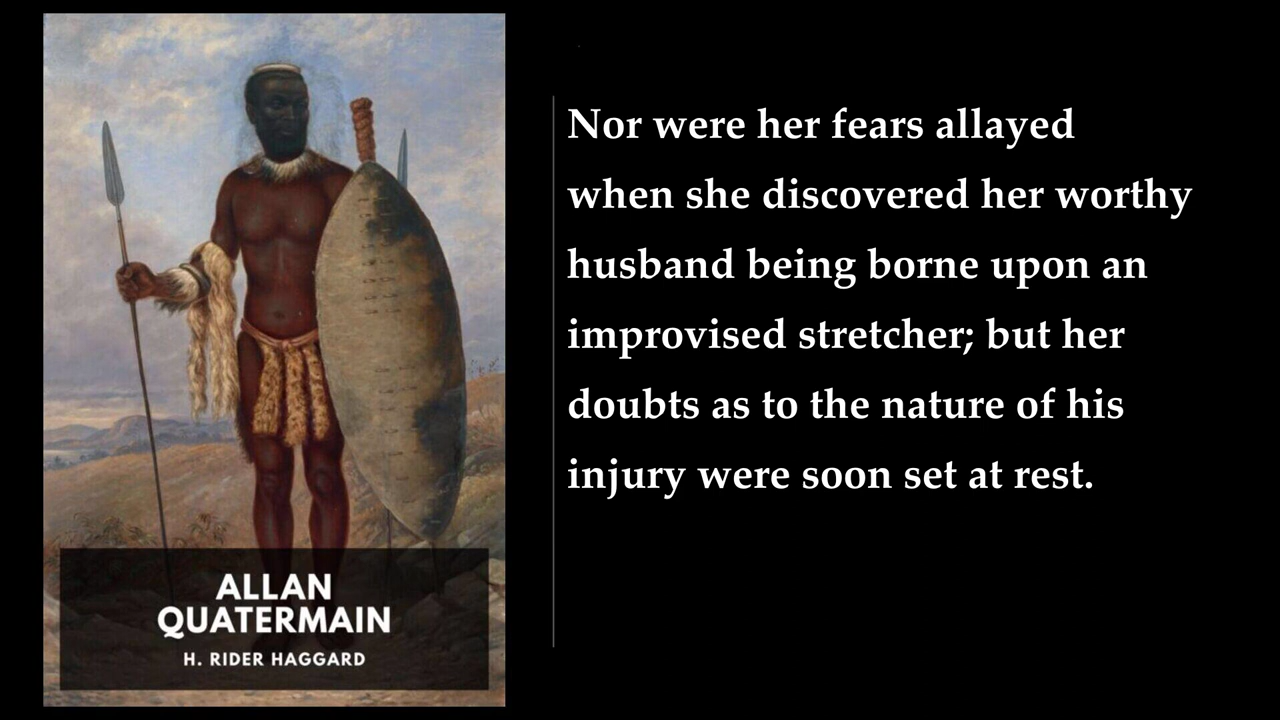 ALLAN
QUATERMAIN
H. RIDER HAGGARD
Nor were her fears allayed
when she discovered her worthy
husband being borne upon an
improvised stretcher; but her
doubts as to the nature of his
injury were soon set at rest.